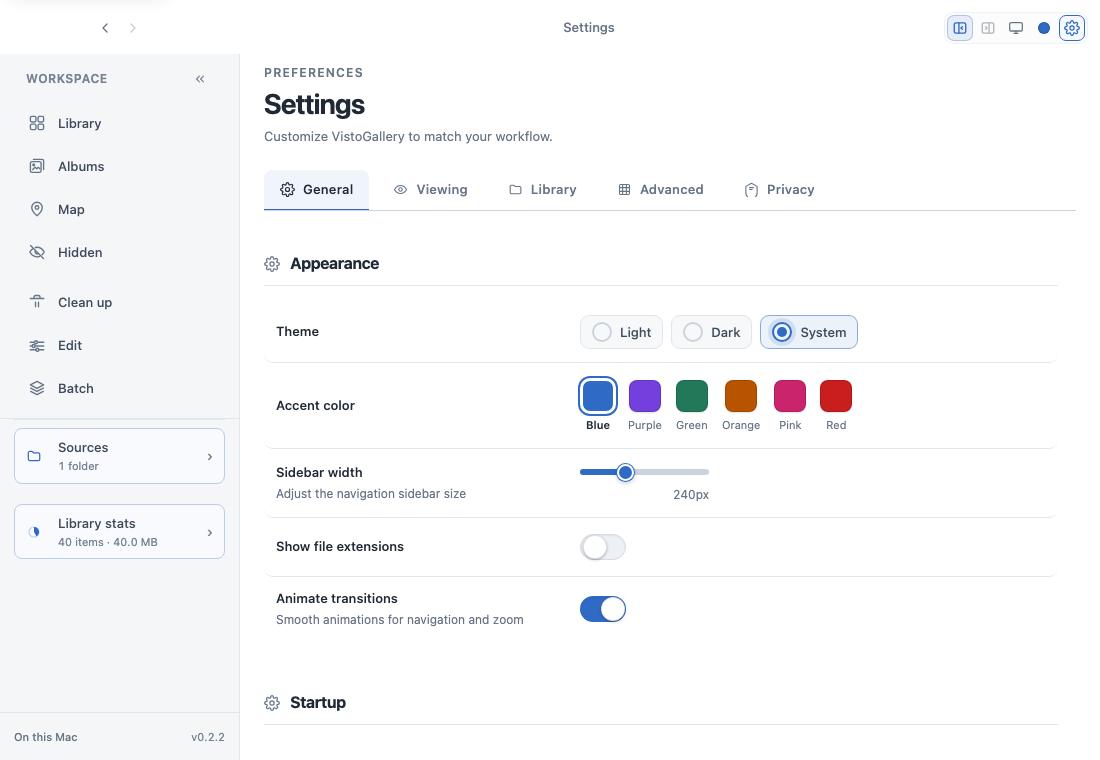 Settings
WORKSPACE
Library
Albums
Map
Hidden
Clean up
Edit
Batch
Sources
1 folder
Library stats
40 items · 40.0 MB
On this Mac
v0.2.2
PREFERENCES
Settings
Customize VistoGallery to match your workflow.
General
Viewing
Library
Advanced
Privacy
Appearance
Theme
Light
Dark
System
Accent color
Blue
Purple
Green
Orange
Pink
Red
Sidebar width
Adjust the navigation sidebar size
240px
Show file extensions
Animate transitions
Smooth animations for navigation and zoom
Startup